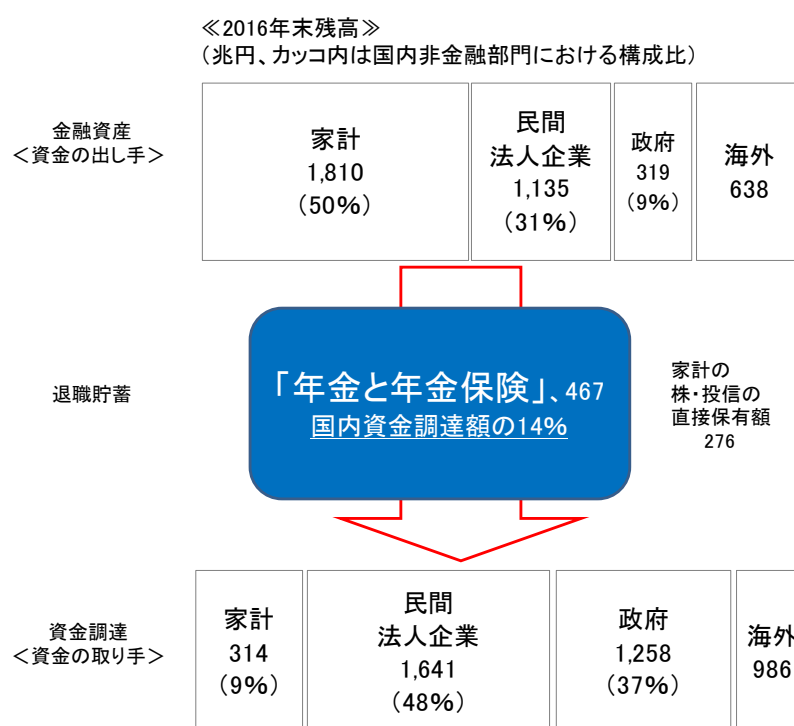 ≪2016年末残高≫
（兆円、カッコ内は国内非金融部門における構成比）
金融資産
＜資金の出し手＞
家計
1,810
（50%）
民間
法人企業
1,135
（31%）
政府
319
（9%）
海外
638
退職貯蓄
「年金と年金保険」、467
国内資金調達額の14%
家計の
株・投信の
直接保有額
276
資金調達
＜資金の取り手＞
家計
314
（9%）
民間
法人企業
1,641
（48%）
政府
1,258
（37%）
海外
986